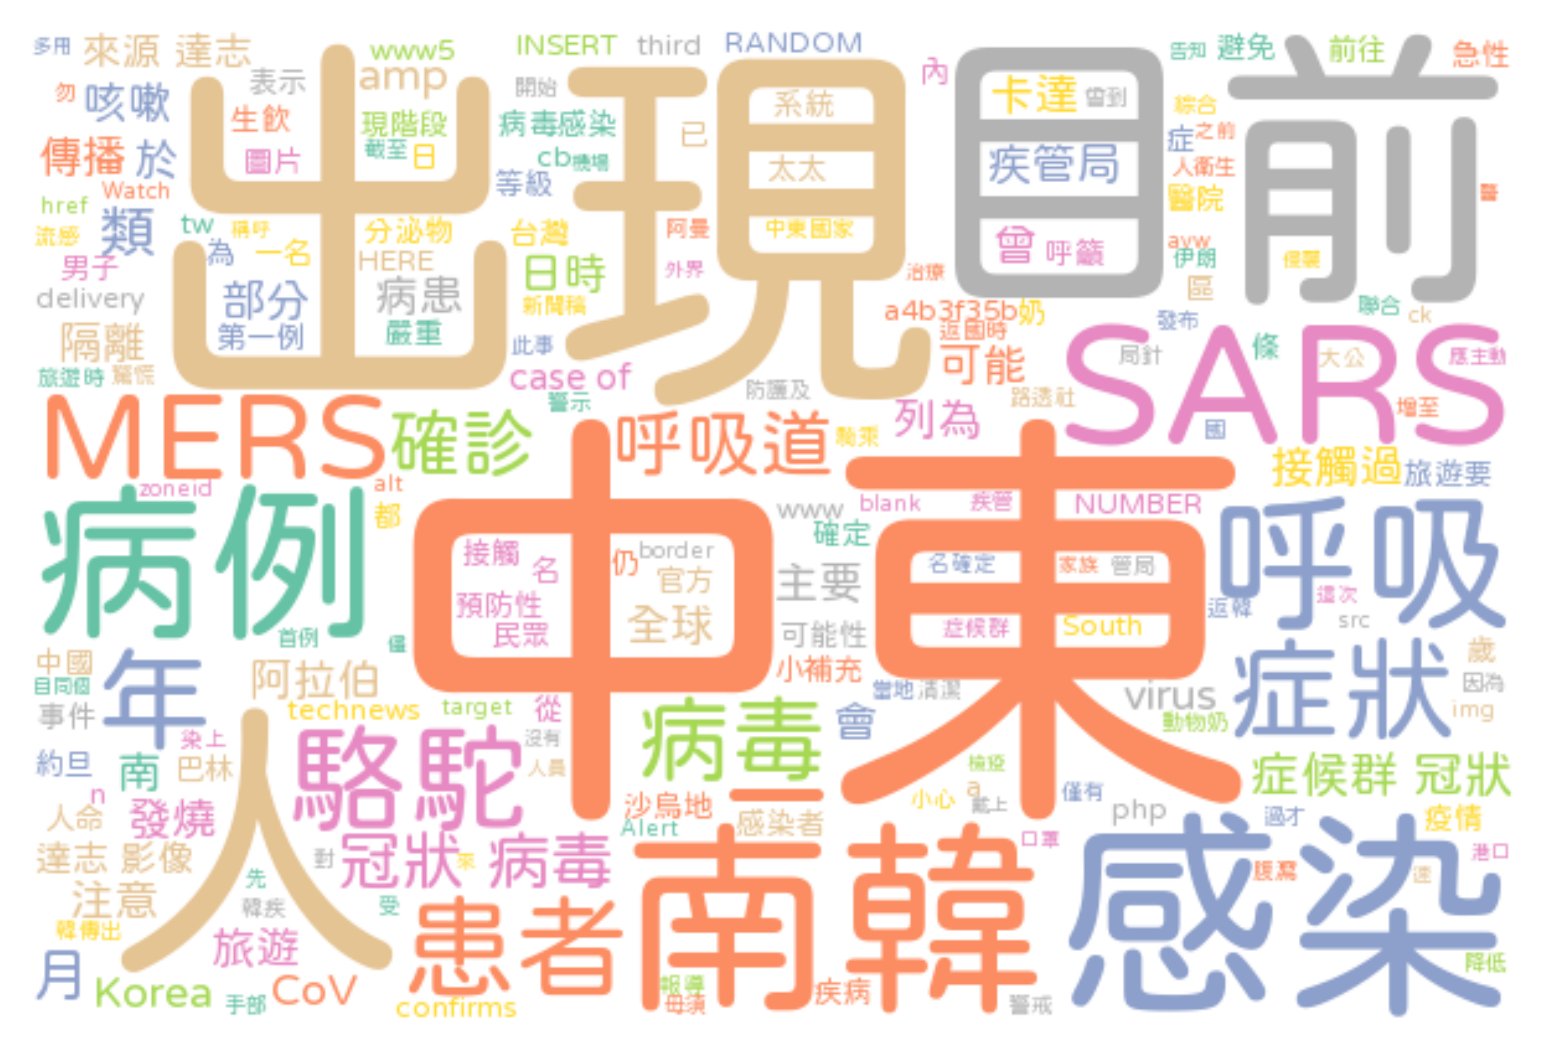 多用
來源 達志
www5
INSERT
third
RANDOM
告知
避免
前往
急性
勿
咳嗽
表示
amp
開始
出現
內
目前
卡達
曾到
綜合
生飲
現階段
病毒感染
系統
已
症
之前
傳播
於
圖片
截至
日
cb
機場
太太
疾管局
人衛生
Watch
等級
醫院
醫
href
類
tw
稱呼
分泌物
台灣
阿曼
中東國家
曾
呼籲
avw
流感
為
一名
HERE
日時
外界
治療
伊朗
侵襲
男子
delivery
部分
病患
新聞稿
a4b3f35b
奶
區
聯合
ck
隔離
第一例
嚴重
此事
返國時
發布
旅遊時
驚慌
case of
可能
局針
條
大公
應主動
警示
防護及
路透社
SARS
增至
MERS
確診
呼吸道
騎乘
列為
國
接觸過
旅遊要
zoneid
alt
病例
都
中東
www
blank
疾管
NUMBER
呼吸
確定
接觸
名
仍
border
官方
主要
名確定
家族
管局
預防性
民眾
全球
可能性
症候群
South
返韓
這次
src
首例
僅
中國
目同個
年
阿拉伯
小補充
當地
清潔
virus
症狀
歲
因為
事件
technews
target
從
病毒
會
動物奶
img
染上
約旦
南
巴林
駱駝
沒有
人員
檢疫
症候群 冠狀
n
人命
發燒
人
沙烏地
一
小心
a
戴上
僅有
php
過才
疫情
Alert
感染者
達志 影像
對
冠狀
來
病毒
南韓
口罩
感染
腹瀉
速
港口
注意
先
韓疾
受
患者
韓傳出
旅遊
月
Korea
手部
CoV
confirms
報導
毋須
疾病
警戒
降低